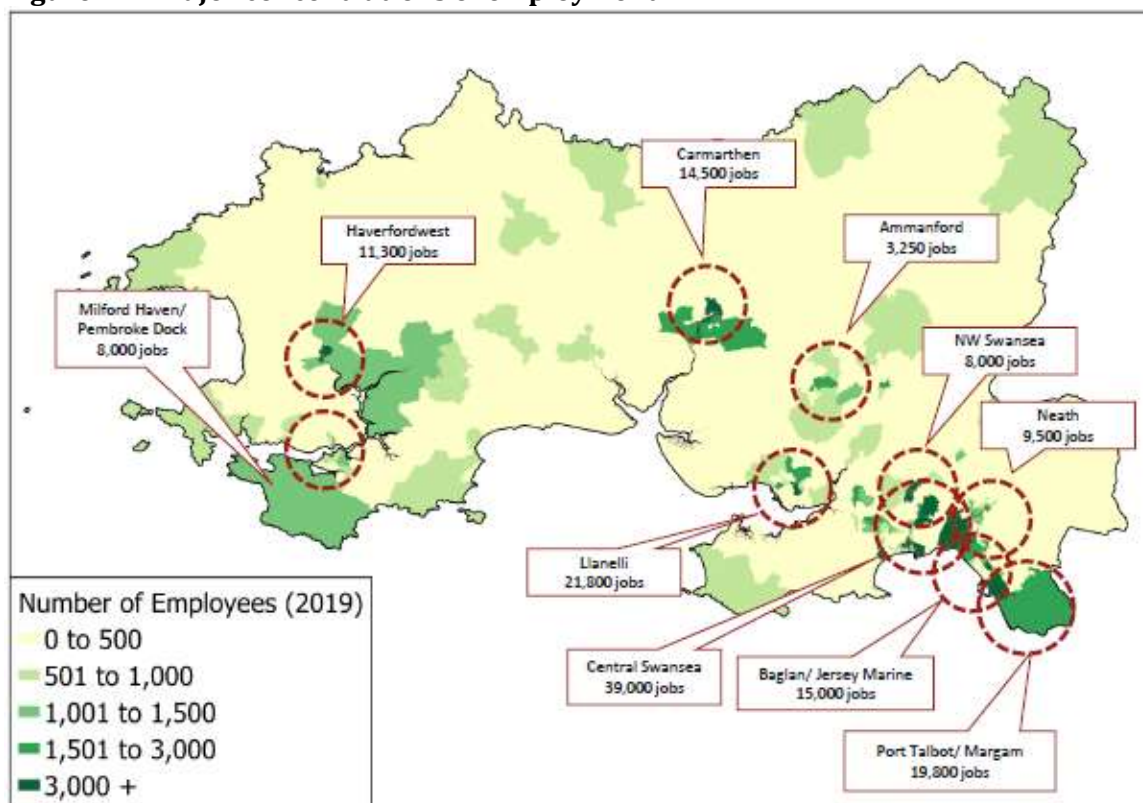 Carmarthen
14,500 jobs
Haverfordwest
11,300 jobs
Ammanford
3,250 jobs
Milford Haven/
Pembroke Dock
8,000 jobs
NW Swansea
8,000 jobs
Neath
9,500 jobs
Llanelli
21,800 jobs
Central Swansea
39,000 jobs
Baglan/ Jersey Marine
15,000 jobs
Port Talbot/ Margam
19,800 jobs
Number of Employees (2019)
0 to 500
501 to 1,000
1,001 to 1,500
1,501 to 3,000
3,000 +